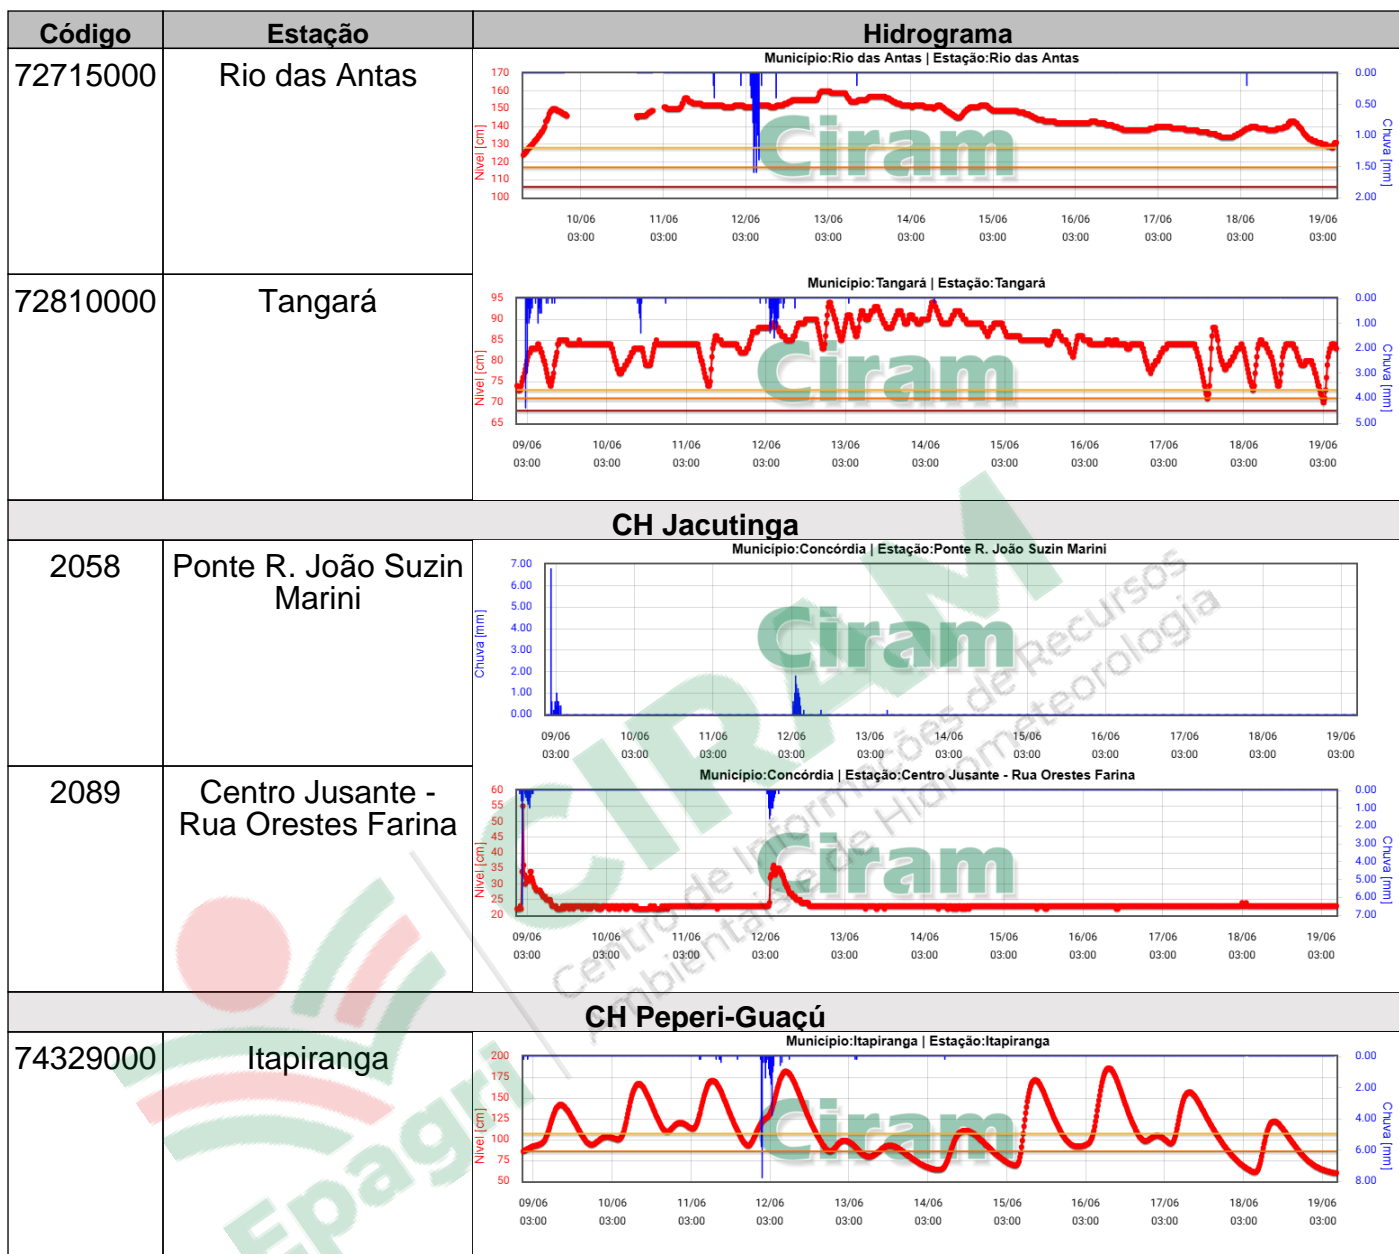 Código Estação Hidrograma
72715000 Rio das Antas
Município:Rio das Antas | Estação:Rio das Antas
170 160 150 140 130 120 110 100
Nível [cm]
0.00 0.50 1.00 1.50 2.00
Chuva [mm]
Ciram
10/06 11/06 12/06 13/06 14/06 15/06 16/06 17/06 18/06 19/06
03:00 03:00 03:00 03:00 03:00 03:00 03:00 03:00 03:00 03:00
72810000 Tangará
Município:Tangará | Estação:Tangará
95 90 85 80 75 70 65
Nível [cm]
0.00 1.00 2.00 3.00 4.00 5.00
Chuva [mm]
Ciram
09/06 10/06 11/06 12/06 13/06 14/06 15/06 16/06 17/06 18/06 19/06
03:00 03:00 03:00 03:00 03:00 03:00 03:00 03:00 03:00 03:00 03:00
CH Jacutinga
2058 Ponte R. João Suzin
Marini
Município:Concórdia | Estação:Ponte R. João Suzin Marini
7.00 6.00 5.00 4.00 3.00 2.00 1.00 0.00
Chuva [mm]
Ciram
09/06 10/06 11/06 12/06 13/06 14/06 15/06 16/06 17/06 18/06 19/06
03:00 03:00 03:00 03:00 03:00 03:00 03:00 03:00 03:00 03:00 03:00
2089 Centro Jusante -
Rua Orestes Farina
Município:Concórdia | Estação:Centro Jusante - Rua Orestes Farina
60 55 50 45 40 35 30 25 20
Nível [cm]
0.00 1.00 2.00 3.00 4.00 5.00 6.00 7.00
Chuva [mm]
Ciram
09/06 10/06 11/06 12/06 13/06 14/06 15/06 16/06 17/06 18/06 19/06
03:00 03:00 03:00 03:00 03:00 03:00 03:00 03:00 03:00 03:00 03:00
CH Peperi-Guaçú
74329000 Itapiranga
Município:Itapiranga | Estação:Itapiranga
200 175 150 125 100 75 50
Nível [cm]
0.00 2.00 4.00 6.00 8.00
Chuva [mm]
Ciram
09/06 10/06 11/06 12/06 13/06 14/06 15/06 16/06 17/06 18/06 19/06
03:00 03:00 03:00 03:00 03:00 03:00 03:00 03:00 03:00 03:00 03:00
Epagri
CIRAM
Centro de Informações de Recursos
Ambientais e de Hidrometeorologia